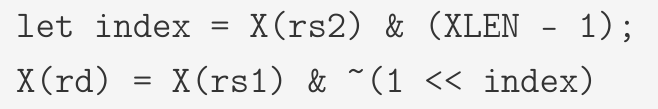 let index = X(rs2) & (XLEN - 1);
X(rd) = X(rs1) & ~(1 << index)